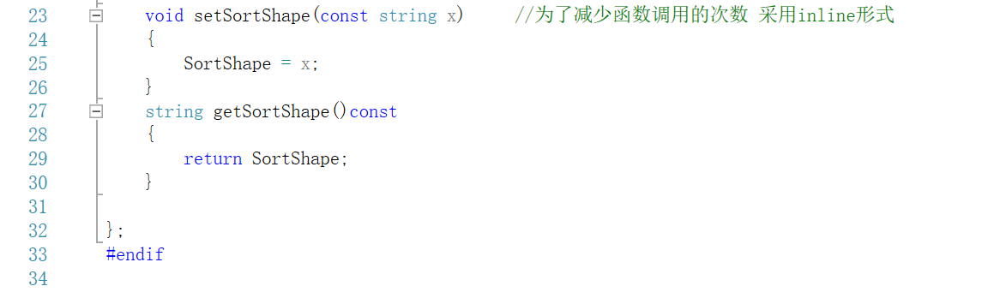 23 void setSortShape(const string x) //为了减少函数调用的次数 采用inline形式
24 {
25 SortShape = x;
26 }
27 string getSortShape()const
28 {
29 return SortShape;
30 }
31
32 };
33 #endif
34